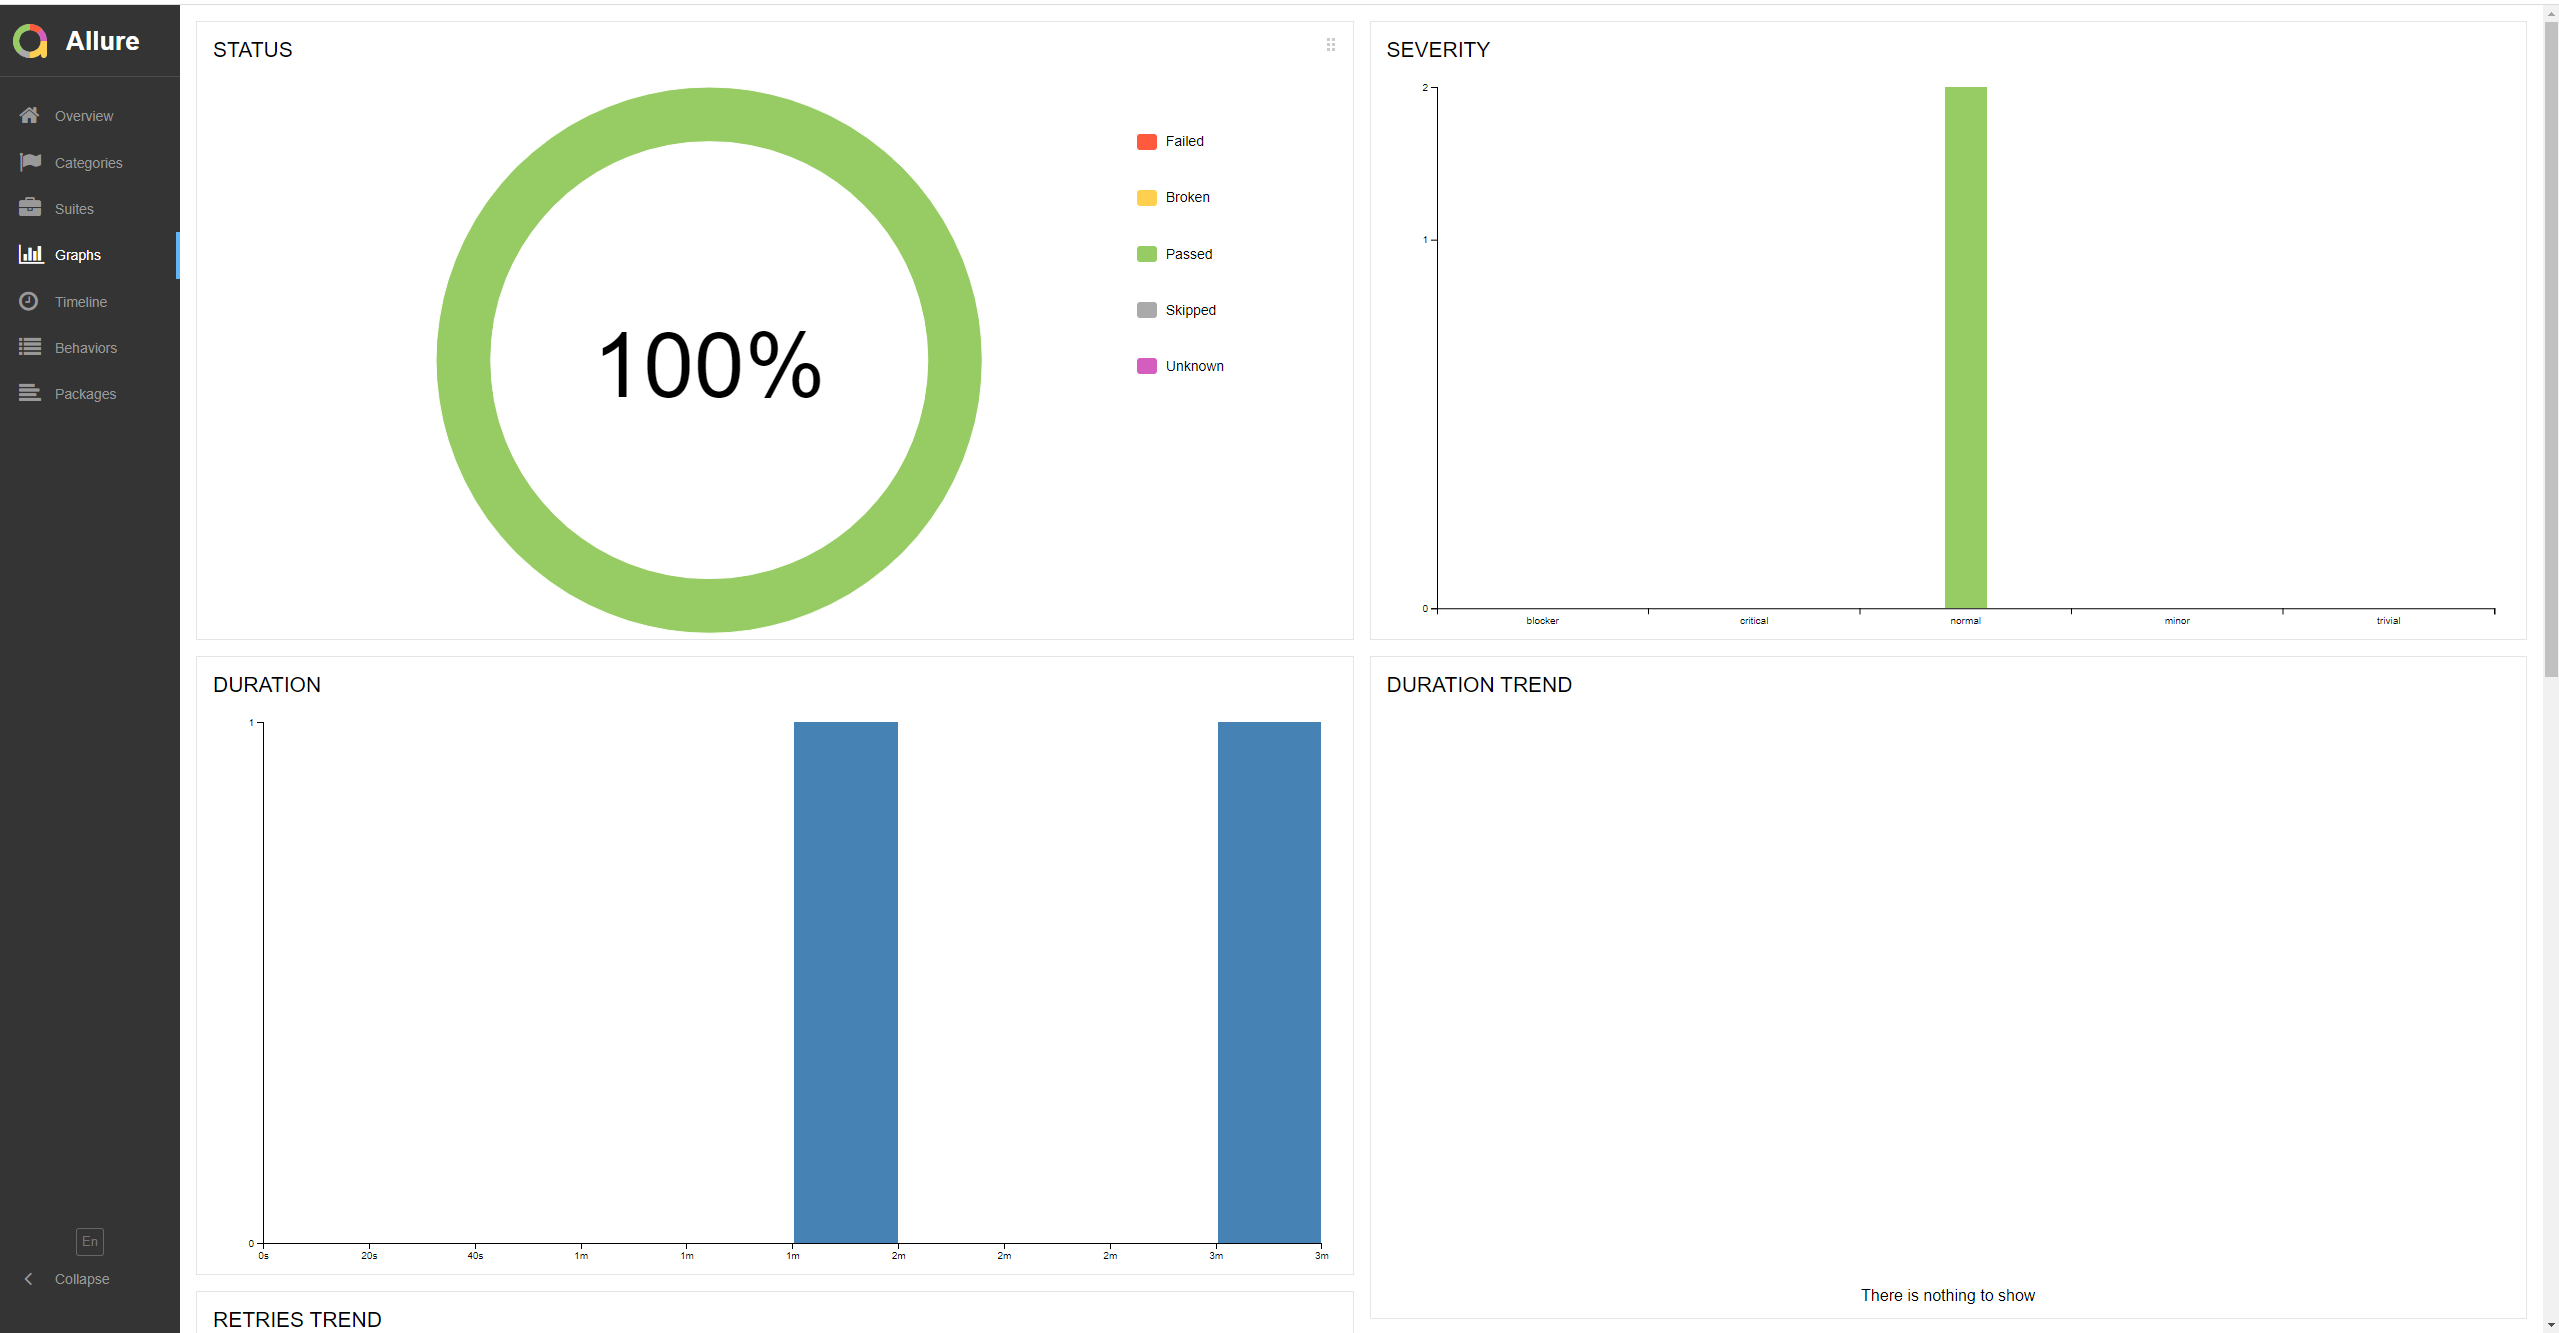 Allure
Overview
Categories
Suites
Graphs
Timeline
Behaviors
Packages
En
Collapse
STATUS
100%
Failed
Broken
Passed
Skipped
Unknown
SEVERITY
2
1
0
blocker critical normal minor trivial
DURATION
1
0
0s 20s 40s 1m 1m 1m 2m 2m 2m 3m 3m
DURATION TREND
There is nothing to show
RETRIES TREND